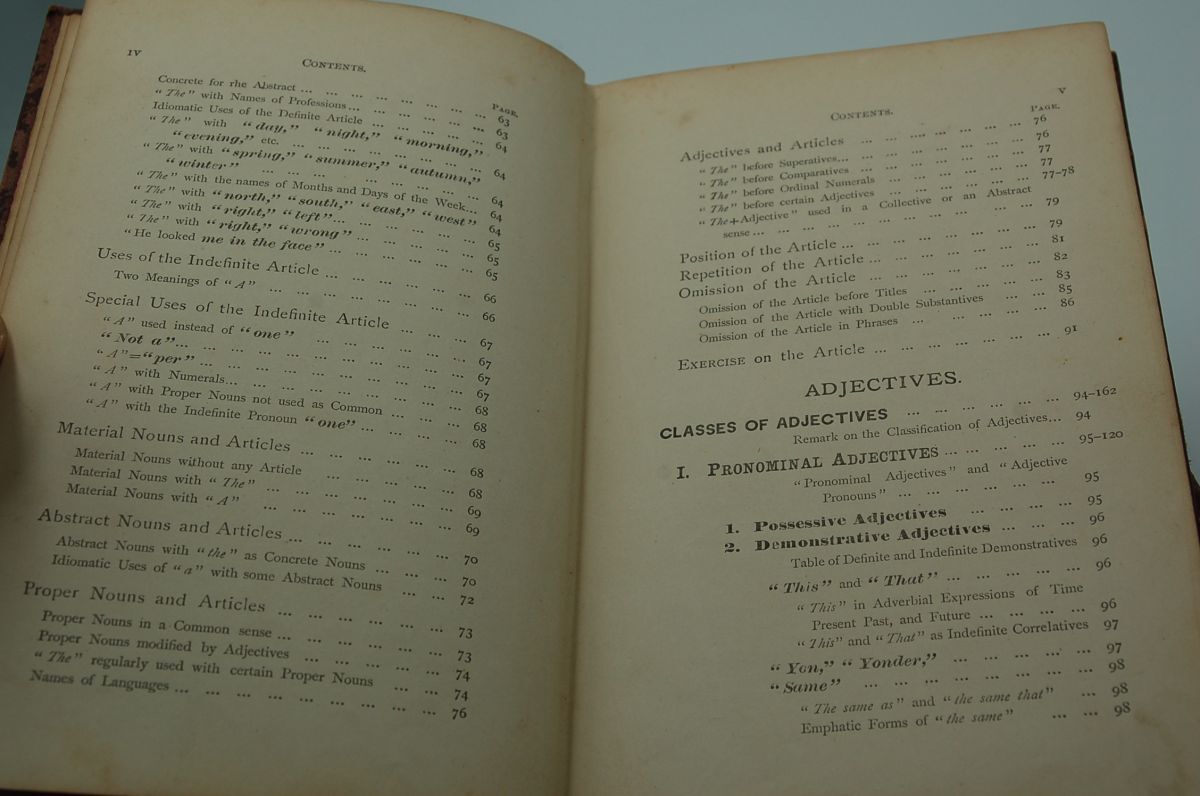 IV
CONTENTS.
PAGE.
Concrete for rhe Abstract ... ... ... ... ... ... ... 63
“The” with Names of Professions ... ... ... ... ... ... 63
Idiomatic Uses of the Definite Article ... ... ... ... ... 64
“The” with “day,” “night,” “morning,”
“evening,” etc. ... ... ... ... ... ... 64
“The” with “spring,” “summer,” “autumn,”
“winter” ... ... ... ... ... ... 64
“The” with the names of Months and Days of the Week... ... 64
“The” with “north,” “south,” “east,” “west” 64
“The” with “right,” “left”... ... ... ... ... 65
“The” with “right,” “wrong” ... ... ... ... 65
“He looked me in the face” ... ... ... ... ... 65
Uses of the Indefinite Article ... ... ... ... ... 66
Two Meanings of “A” ... ... ... ... ... ... ... 66
Special Uses of the Indefinite Article ... ... ... 67
“A” used instead of “one” ... ... ... ... ... 67
“Not a”... ... ... ... ... ... ... ... 67
“A”=“per”... ... ... ... ... ... ... ... 67
“A” with Numerals... ... ... ... ... ... ... 68
“A” with Proper Nouns not used as Common ... ... ... 68
“A” with the Indefinite Pronoun “one” ... ... ... ... 68
Material Nouns and Articles ... ... ... ... ... 68
Material Nouns without any Article ... ... ... ... 68
Material Nouns with “The” ... ... ... ... ... 69
Material Nouns with “A” ... ... ... ... ... 69
Abstract Nouns and Articles ... ... ... ... ... 70
Abstract Nouns with “the” as Concrete Nouns ... ... ... 70
Idiomatic Uses of “a” with some Abstract Nouns ... ... 72
Proper Nouns and Articles ... ... ... ... ... 73
Proper Nouns in a Common sense ... ... ... ... ... 73
Proper Nouns modified by Adjectives ... ... ... ... 74
“The” regularly used with certain Proper Nouns ... ... 74
Names of Languages ... ... ... ... ... ... ... 76
V
CONTENTS.
PAGE.
Adjectives and Articles ... ... ... ... ... 76
“The” before Superatives... ... ... ... ... ... 76
“The” before Comparatives ... ... ... ... ... 77
“The” before Ordinal Numerals ... ... ... ... ... 77
“The” before certain Adjectives ... ... ... ... ... 77-78
“The+Adjective” used in a Collective or an Abstract
sense ... ... ... ... ... ... ... ... 79
Position of the Article ... ... ... ... ... ... 79
Repetition of the Article ... ... ... ... ... 81
Omission of the Article ... ... ... ... ... 82
Omission of the Article before Titles ... ... ... ... 83
Omission of the Article with Double Substantives ... ... 85
Omission of the Article in Phrases ... ... ... ... 86
EXERCISE on the Article ... ... ... ... ... ... 91
ADJECTIVES.
CLASSES OF ADJECTIVES ... ... ... ... ... ... 94-162
Remark on the Classification of Adjectives... 94
I. PRONOMINAL ADJECTIVES ... ... ... ... ... 95-120
“Pronominal Adjectives” and “Adjective
Pronouns” ... ... ... ... ... ... 95
1. Possessive Adjectives ... ... ... ... ... 95
2. Demonstrative Adjectives ... ... ... ... 96
Table of Definite and Indefinite Demonstratives 96
“This” and “That” ... ... ... ... ... ... 96
“This” in Adverbial Expressions of Time
Present Past, and Future ... ... ... ... 96
“This” and “That” as Indefinite Correlatives 97
“Yon,” “Yonder,” ... ... ... ... ... 97
“Same” ... ... ... ... ... ... ... ... 98
“The same as” and “the same that” ... ... 98
Emphatic Forms of “the same” ... ... 98